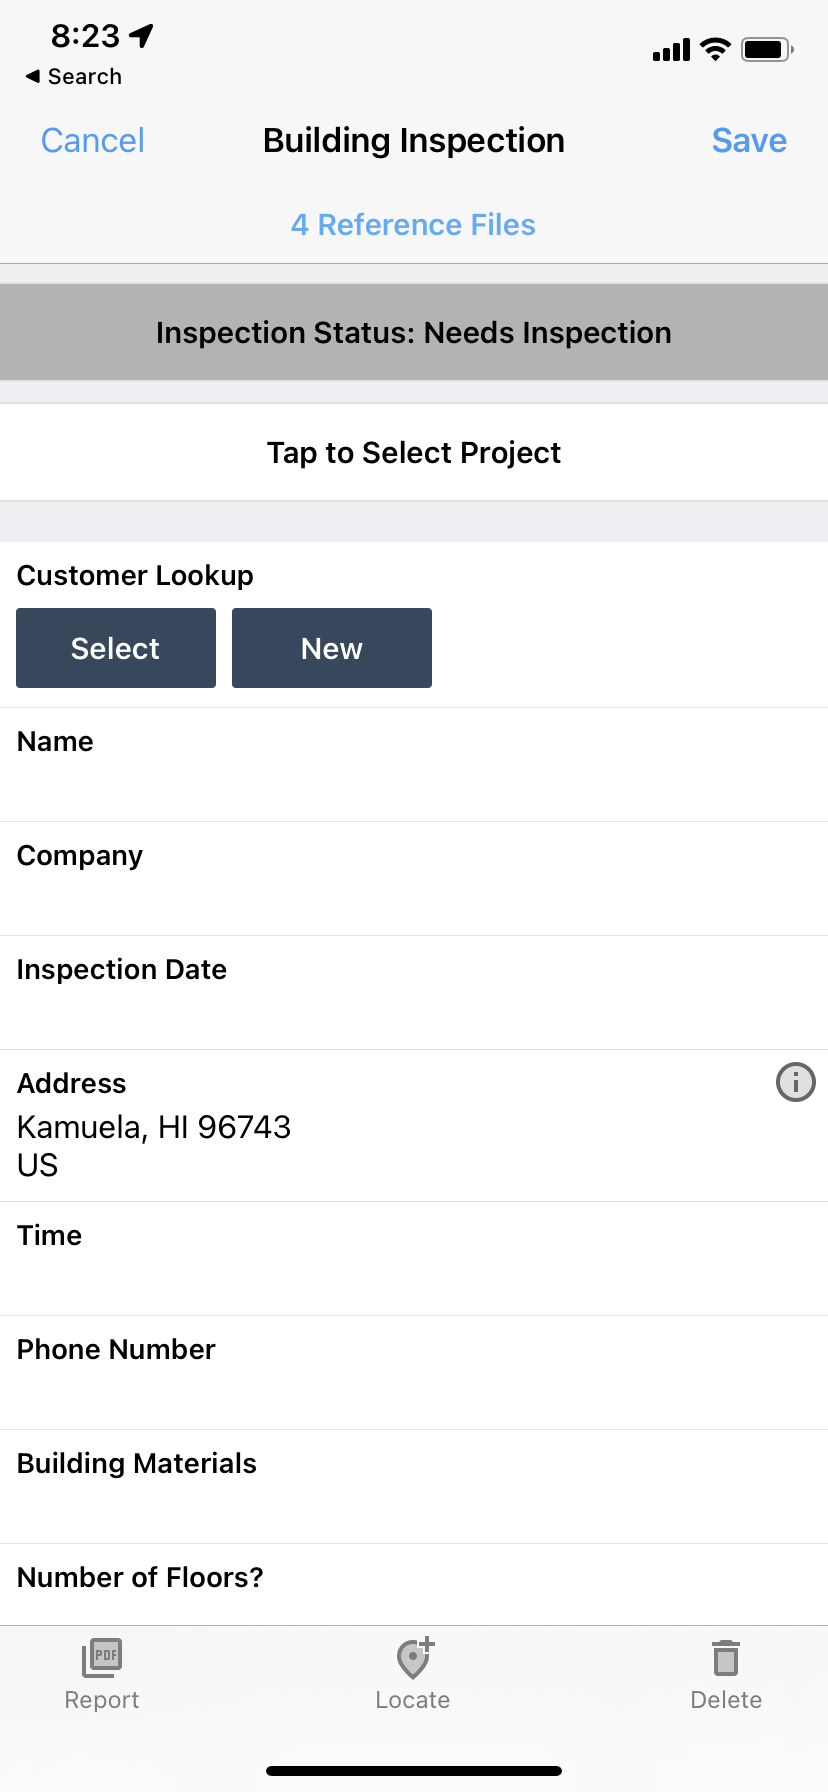 8:23
◀ Search
Cancel Building Inspection Save
4 Reference Files
Inspection Status: Needs Inspection
Tap to Select Project
Customer Lookup
Select New
Name
Company
Inspection Date
Address
Kamuela, HI 96743
US
Time
Phone Number
Building Materials
Number of Floors?
PDF
Report Locate Delete